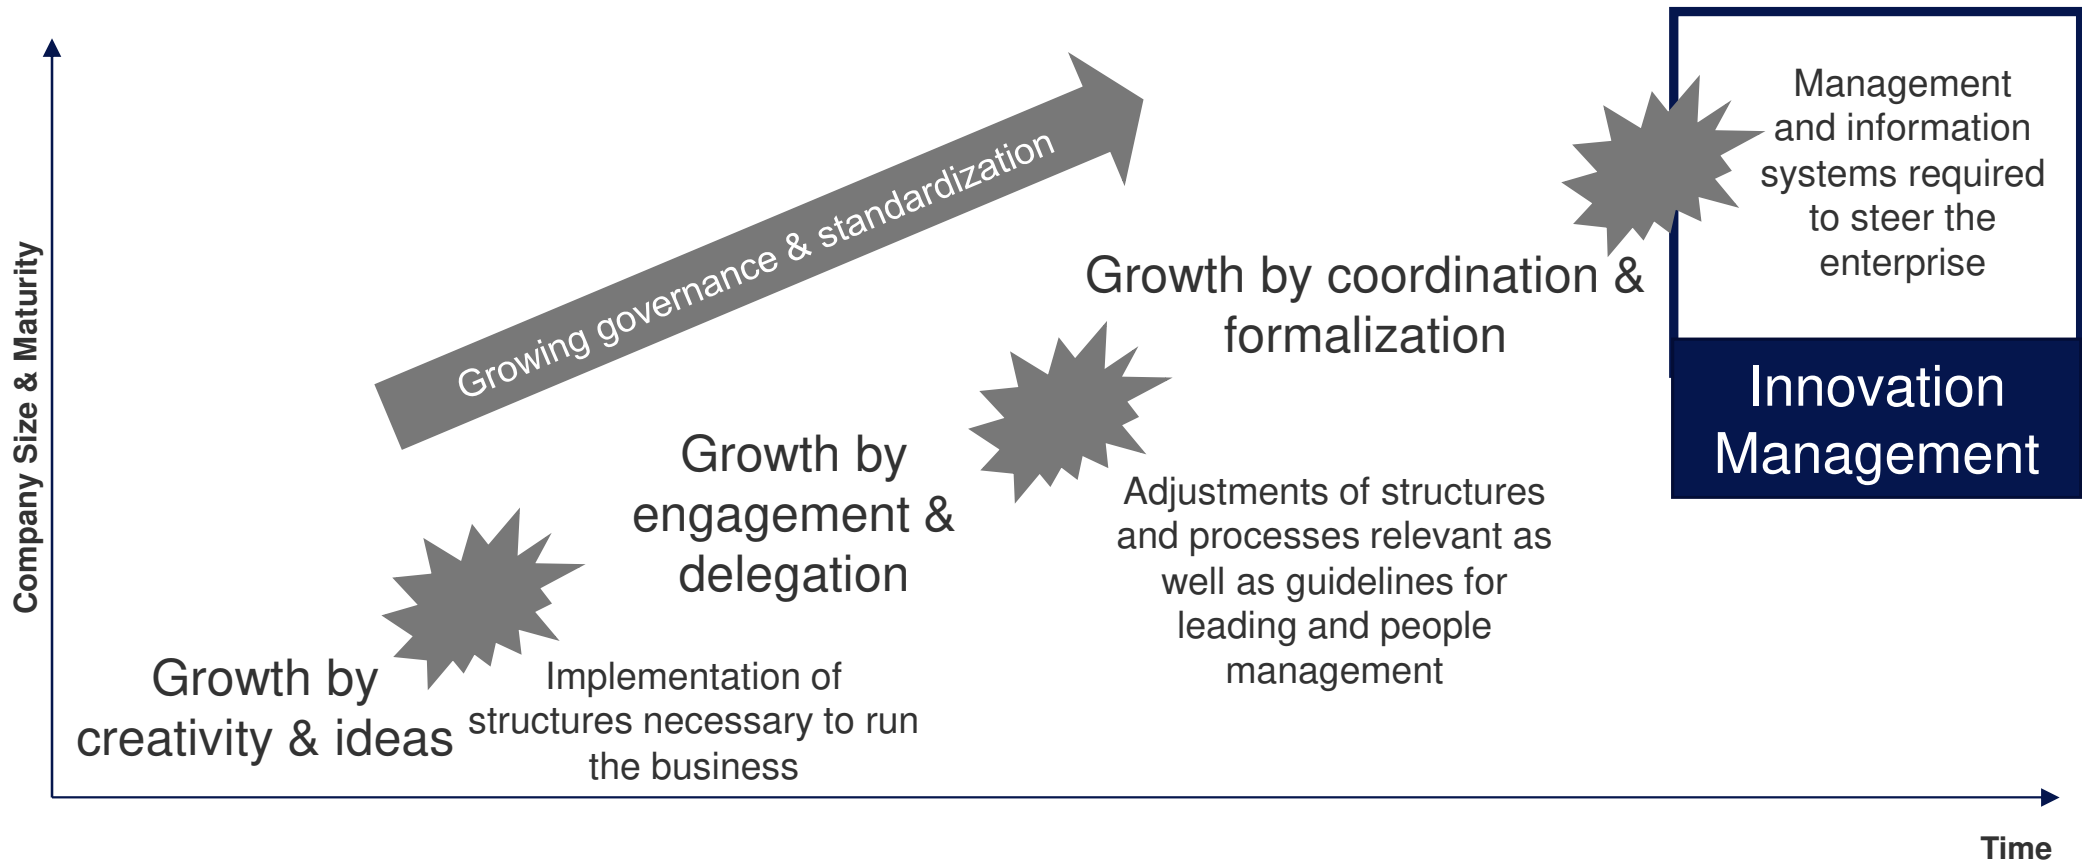 Company Size & Maturity
Growing governance & standardization
Management
and information
systems required
to steer the
enterprise
Innovation
Management
Growth by coordination &
formalization
Growth by
engagement &
delegation
Adjustments of structures
and processes relevant as
well as guidelines for
leading and people
management
Growth by
creativity & ideas
Implementation of
structures necessary to run
the business
Time